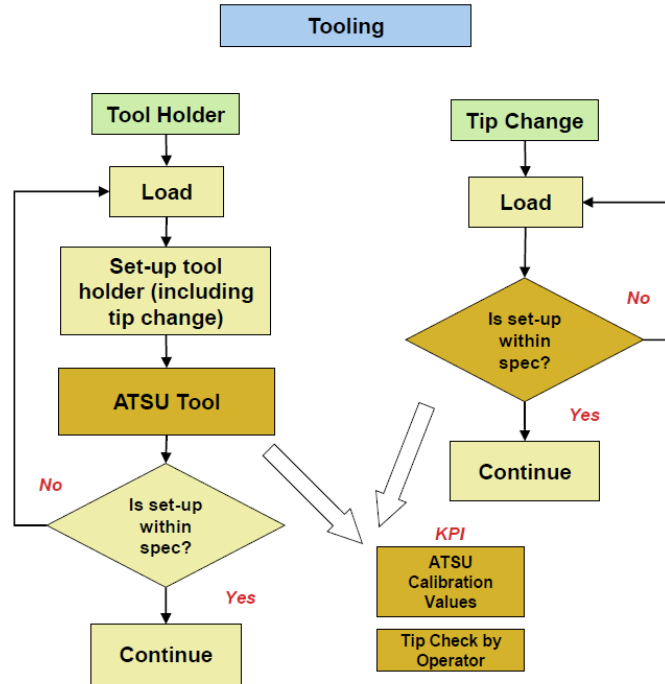 Tooling
Tool Holder
Load
Set-up tool
holder (including
tip change)
ATSU Tool
No
Is set-up
within
spec?
Yes
Continue
Tip Change
Load
No
Is set-up
within
spec?
Yes
Continue
KPI
ATSU
Calibration
Values
Tip Check by
Operator